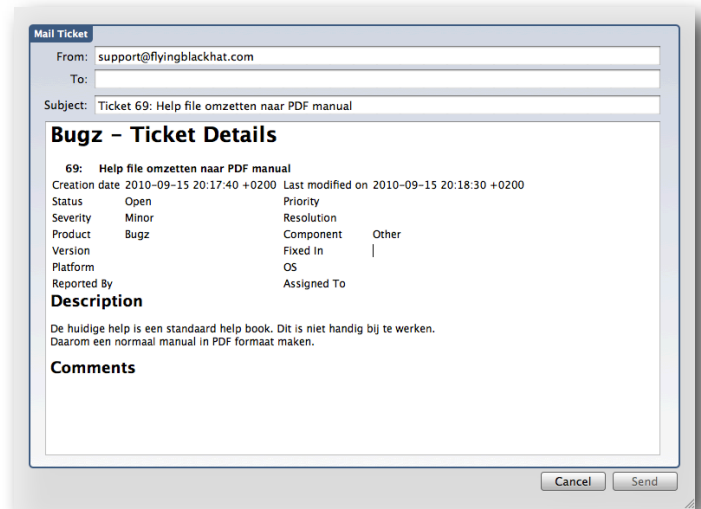 Mail Ticket
From: support@flyingblackhat.com
To:
Subject: Ticket 69: Help file omzetten naar PDF manual
Bugz – Ticket Details
69: Help file omzetten naar PDF manual
Creation date 2010-09-15 20:17:40 +0200 Last modified on 2010-09-15 20:18:30 +0200
Status Open Priority
Severity Minor Resolution
Product Bugz Component Other
Version Fixed In
Platform OS
Reported By Assigned To
Description
De huidige help is een standaard help book. Dit is niet handig bij te werken.
Daarom een normaal manual in PDF formaat maken.
Comments
Cancel Send